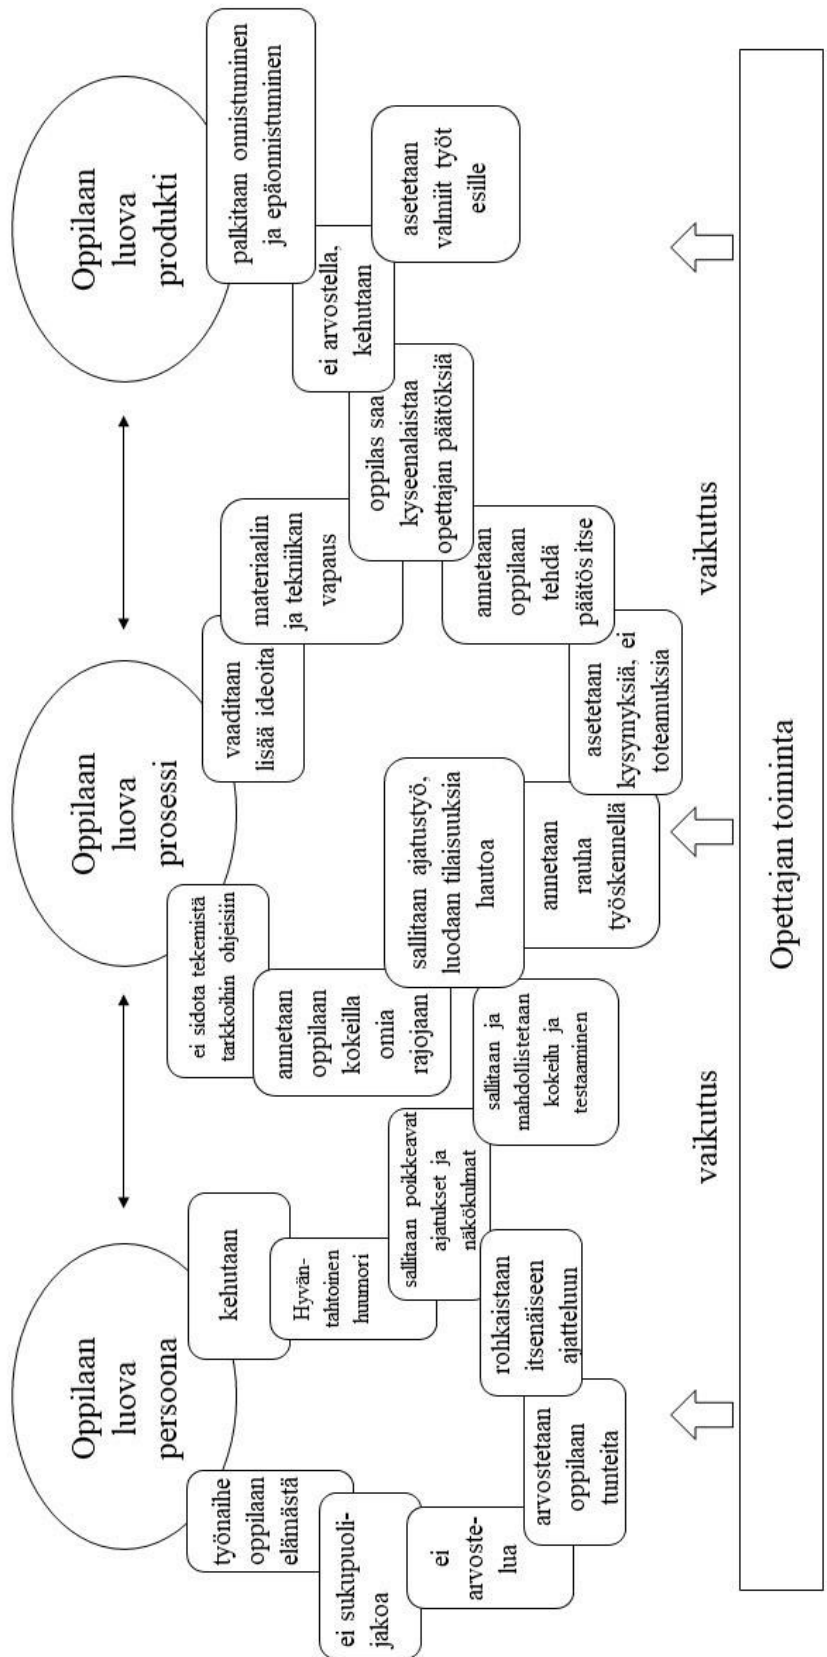 Oppilaan
luova
persoona
Oppilaan
luova
prosessi
Oppilaan
luova
produkti
työnaihe
oppilaan
elämästä
ei sukupuoli-
jakoa
ei
arvoste-
lua
arvostetaan
oppilaan
tunteita
rohkaistaan
itsenäiseen
ajatteluun
kehutaan
Hyvän-
tahtoinen
huumori
sallitaan poikkeavat
ajatukset ja
näkökulmat
sallitaan ja
mahdollistetaan
kokeilu ja
testaaminen
ei sidota tekemistä
tarkkoihin ohjeisiin
annetaan
oppilaan
kokeilla
omia
rajojaan
sallitaan ajatustyö,
luodaan tilaisuuksia
hautoa
annetaan
rauha
työskennellä
asetetaan
kysymyksiä, ei
toteamuksia
annetaan
oppilaan
tehdä
päätös itse
vaaditaan
lisää ideoita
materiaalin
ja tekniikan
vapaus
oppilas saa
kyseenalaistaa
opettajan päätöksiä
ei arvostella,
kehutaan
palkitaan onnistuminen
ja epäonnistuminen
asetetaan
valmiit työt
esille
vaikutus
vaikutus
Opettajan toiminta